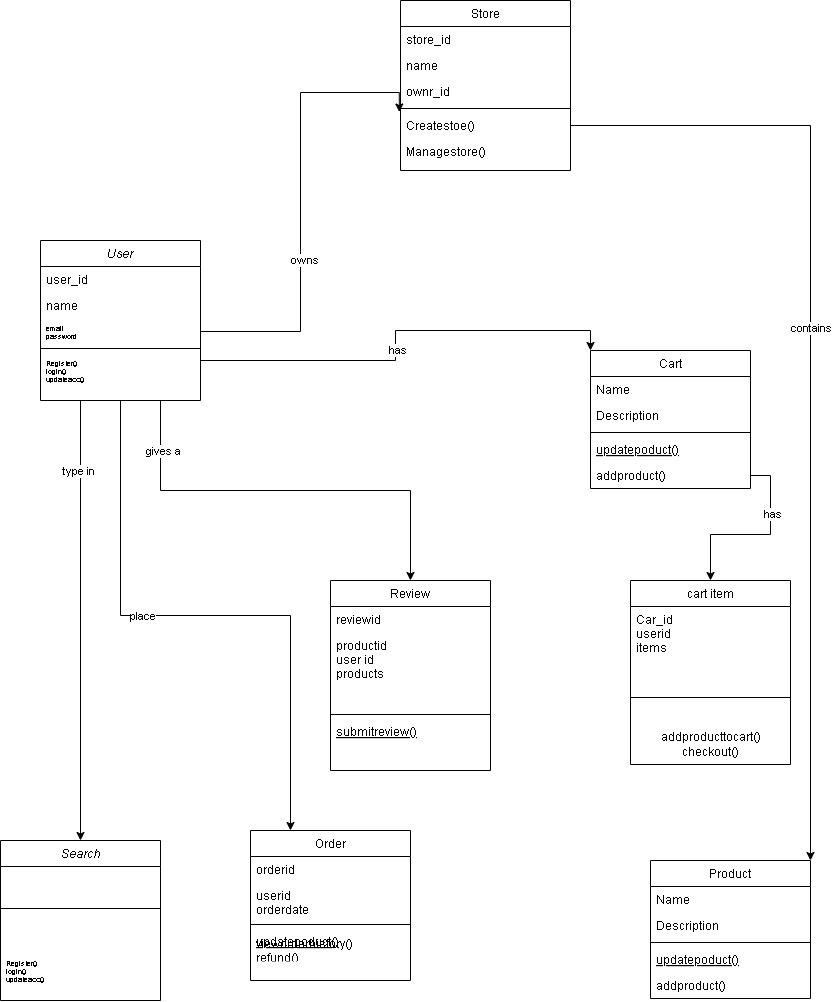 Store
store_id
name
ownr_id
Createstoe()
Managestore()
owns
contains
User
user_id
name
email
password
Register()
login()
updateacc()
has
Cart
Name
Description
updatepoduct()
addproduct()
has
type in
gives a
place
Review
reviewid
productid
user id
products
submitreview()
cart item
Car_id
userid
items
addproducttocart()
checkout()
Search
Register()
login()
updateacc()
Order
orderid
userid
orderdate
updatepoduct()
refund()
Product
Name
Description
updatepoduct()
addproduct()